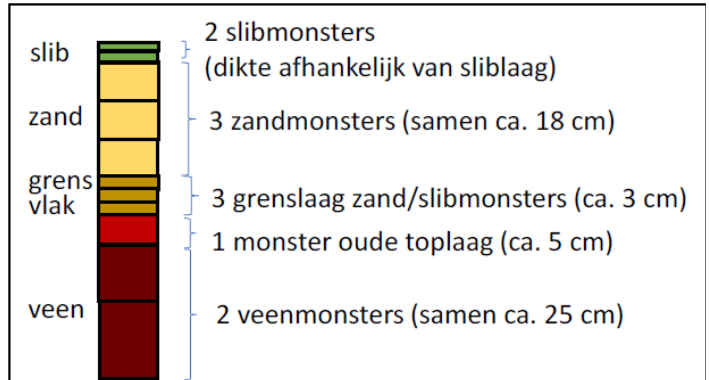 slib
2 slibmonsters
(dikte afhankelijk van sliblaag)
zand
3 zandmonsters (samen ca. 18 cm)
grens
vlak
3 grenslaag zand/slibmonsters (ca. 3 cm)
1 monster oude toplaag (ca. 5 cm)
veen
2 veenmonsters (samen ca. 25 cm)